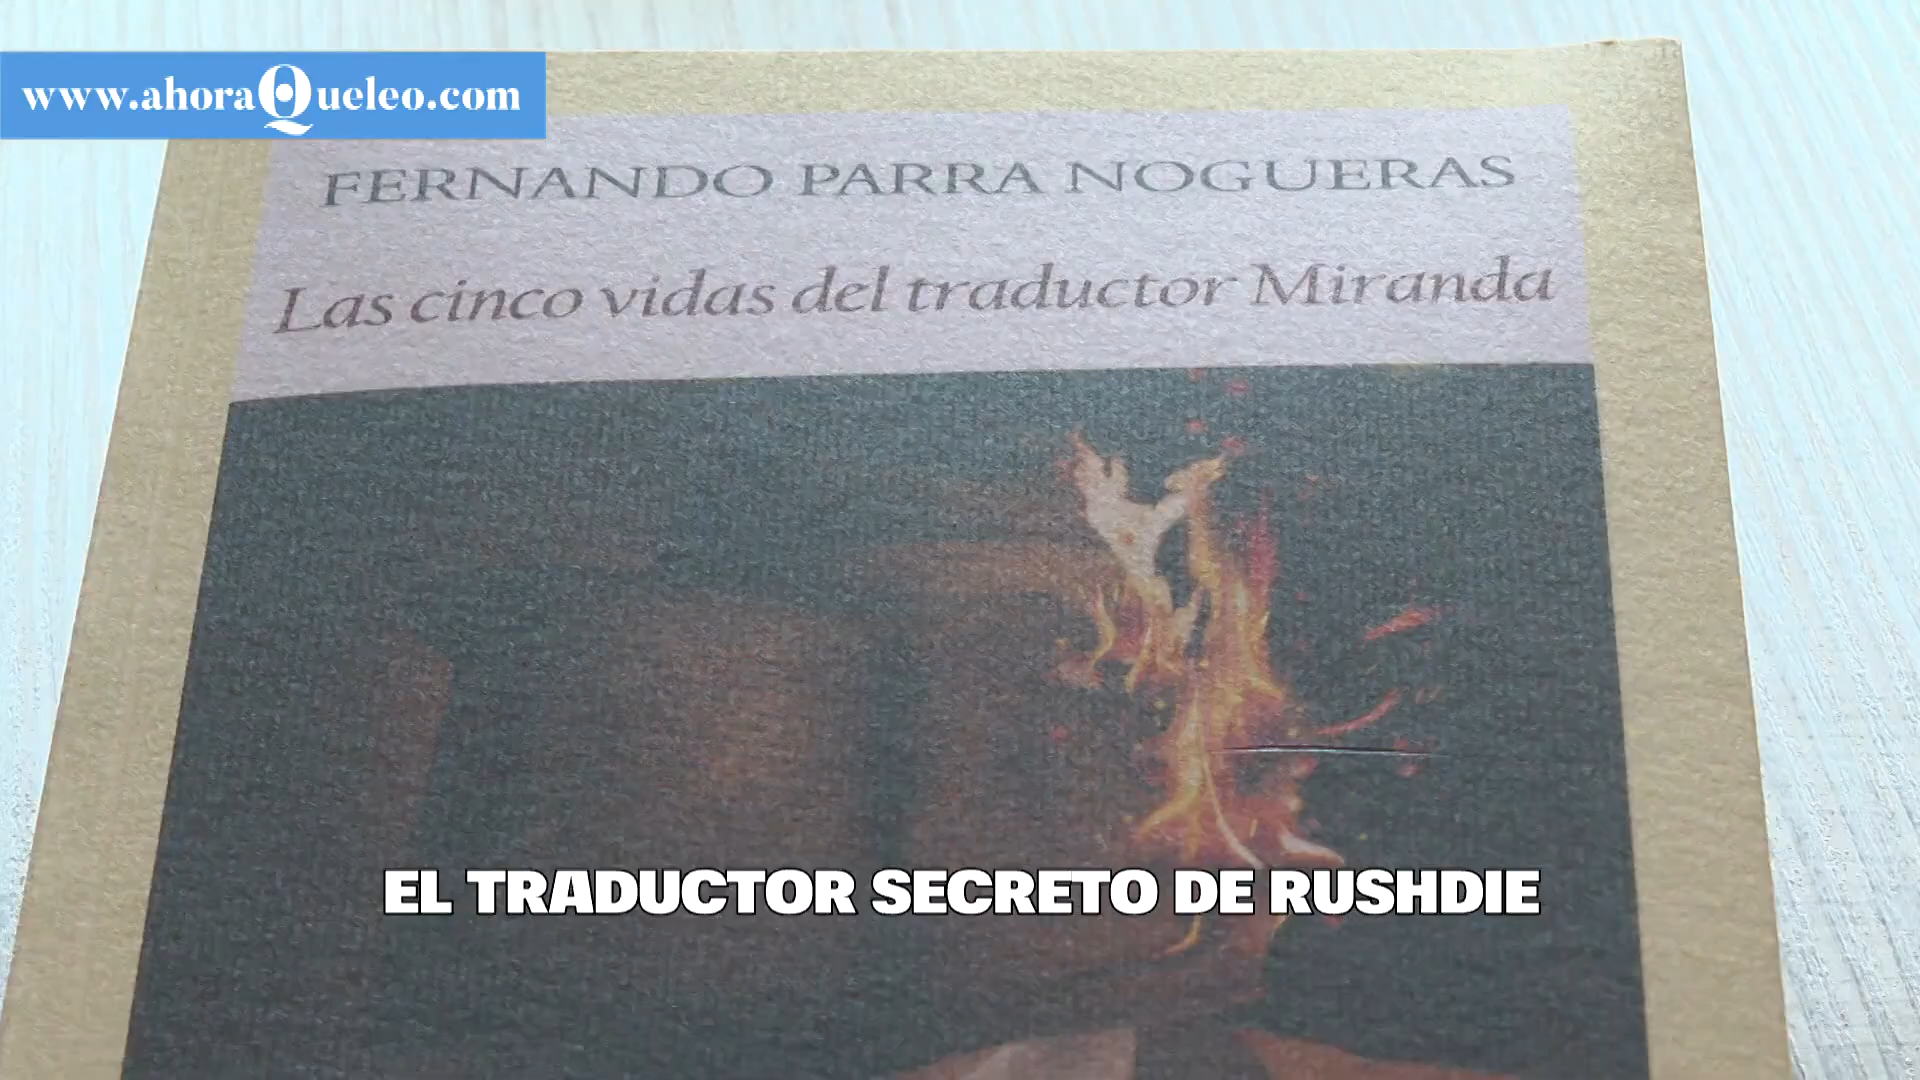 www.ahoraQueleo.com
FERNANDO PARRA NOGUERAS
Las cinco vidas del traductor Miranda
EL TRADUCTOR SECRETO DE RUSHDIE